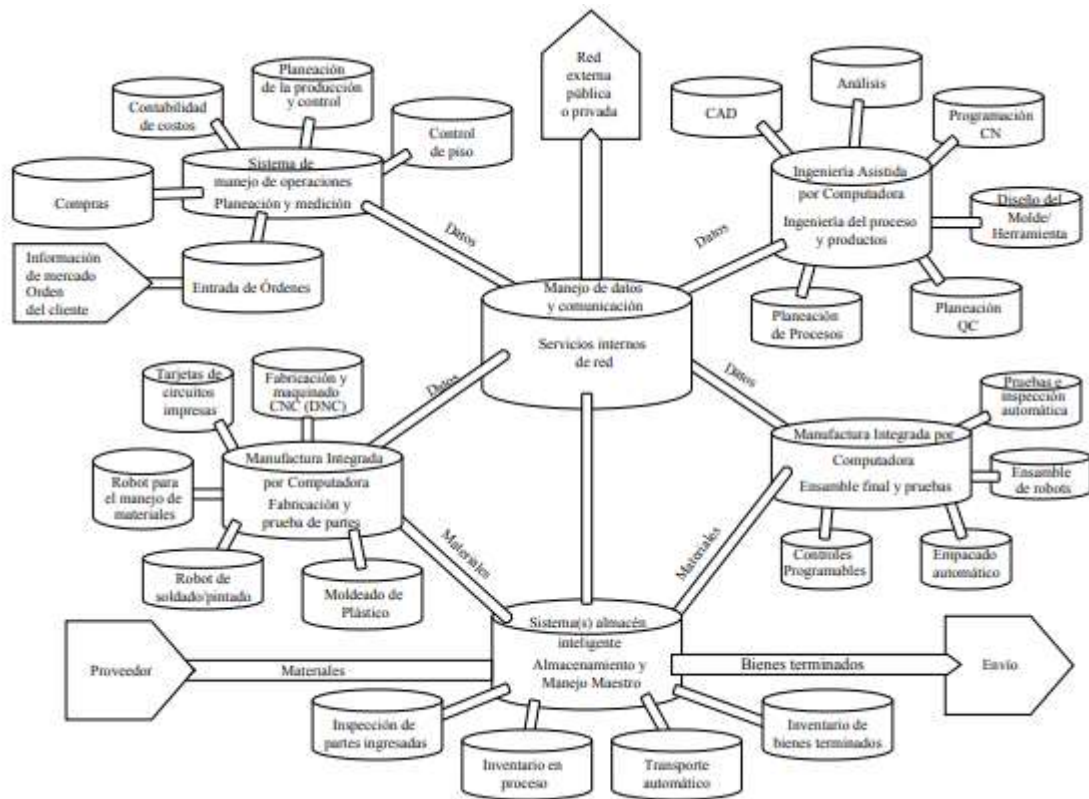 Planeación
de la producción
y control
Contabilidad
de costos
Control
de piso
Sistema de
manejo de operaciones
Planeación y medición
Compras
Información
de mercado
Orden
del cliente
Entrada de Órdenes
Datos
Red
externa
pública
o privada
Análisis
CAD
Programación
CN
Ingeniería Asistida
por Computadora
Ingeniería del proceso
y productos
Diseño del
Molde/
Herramienta
Datos
Planeación
de Procesos
Planeación
QC
Manejo de datos
y comunicación
Servicios internos
de red
Tarjetas de
circuitos
impresas
Fabricación y
maquinado
CNC (DNC)
Datos
Manufactura Integrada
por Computadora
Fabricación y
prueba de partes
Robot para
el manejo de
materiales
Robot de
soldado/pintado
Moldeado de
Plástico
Materiales
Datos
Pruebas e
inspección
automática
Manufactura Integrada por
Computadora
Ensamble final y pruebas
Ensamble
de robots
Controles
Programables
Empacado
automático
Materiales
Sistema(s) almacén
inteligente
Almacenamiento y
Manejo Maestro
Proveedor
Materiales
Bienes terminados
Envío
Inspección de
partes ingresadas
Inventario en
proceso
Transporte
automático
Inventario de
bienes terminados